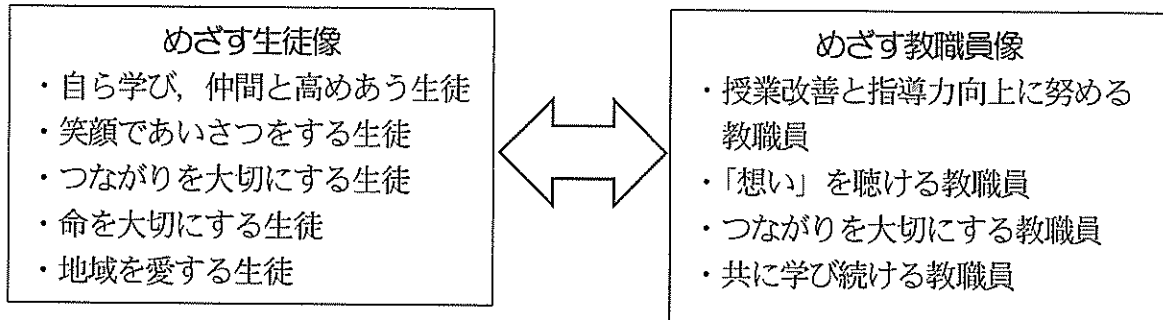 めざす生徒像
・自ら学び，仲間と高めあう生徒
・笑顔であいさつをする生徒
・つながりを大切にする生徒
・命を大切にする生徒
・地域を愛する生徒
めざす教職員像
・授業改善と指導力向上に努める
教職員
・「想い」を聴ける教職員
・つながりを大切にする教職員
・共に学び続ける教職員